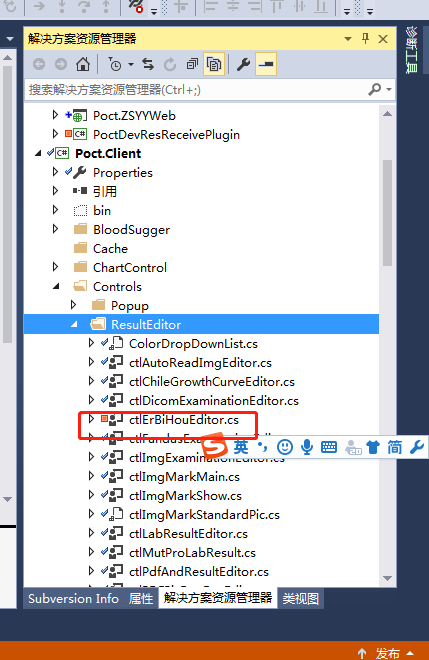 诊断工具
解决方案资源管理器
搜索解决方案资源管理器(Ctrl+;)
Poct.ZSYYWeb
PoctDevResReceivePlugin
Poct.Client
Properties
引用
bin
BloodSugger
Cache
ChartControl
Controls
Popup
ResultEditor
ColorDropDownList.cs
ctlAutoReadImgEditor.cs
ctlChileGrowthCurveEditor.cs
ctlDicomExaminationEditor.cs
ctlErBiHouEditor.cs
英 简
ctlImgExaminationEditor.cs
ctlImgMarkMain.cs
ctlImgMarkShow.cs
ctlImgMarkStandardPic.cs
ctlLabResultEditor.cs
ctlMutProLabResult.cs
ctlPdfAndResultEditor.cs
Subversion Info 属性 解决方案资源管理器 类视图
发布